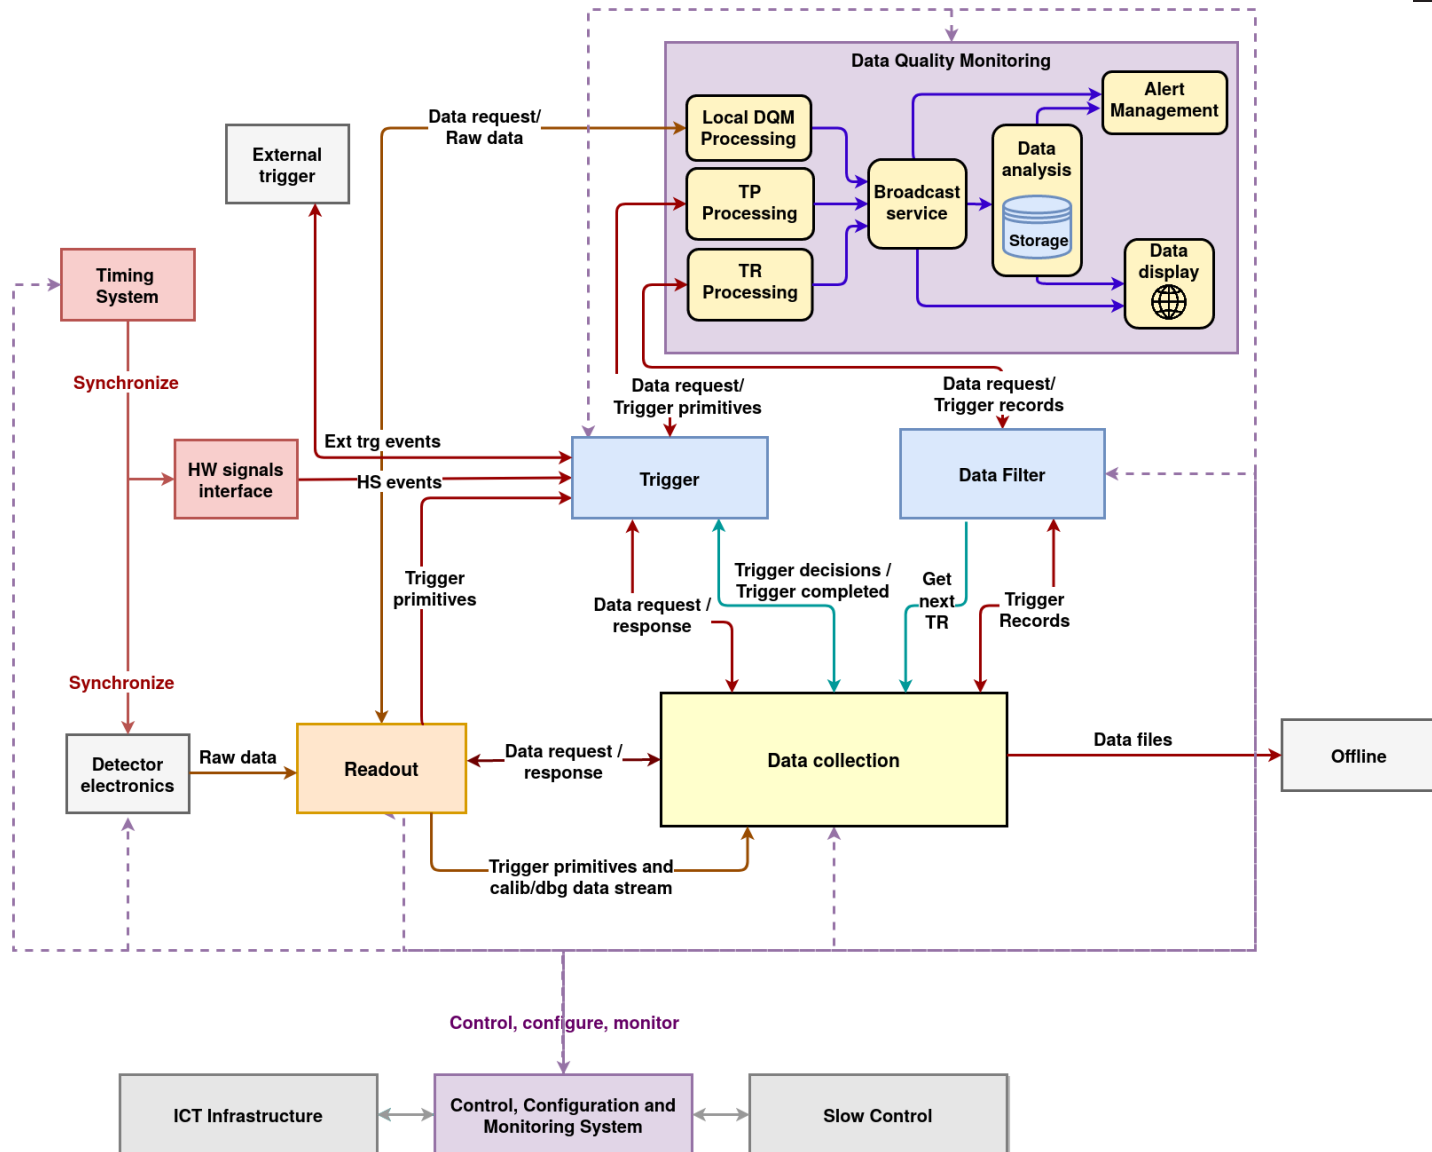 Data Quality Monitoring
Alert
Management
Data request/
Raw data
Local DQM
Processing
Data
analysis
External
trigger
TP
Processing
Broadcast
service
Storage
Data
display
TR
Processing
Timing
System
Synchronize
Data request/
Trigger primitives
Data request/
Trigger records
Ext trg events
HW signals
interface
HS events
Trigger
Data Filter
Trigger
primitives
Data request /
response
Trigger decisions /
Trigger completed
Get
next
TR
Trigger
Records
Synchronize
Detector
electronics
Raw data
Readout
Data request /
response
Data collection
Data files
Offline
Trigger primitives and
calib/dbg data stream
Control, configure, monitor
ICT Infrastructure
Control, Configuration and
Monitoring System
Slow Control